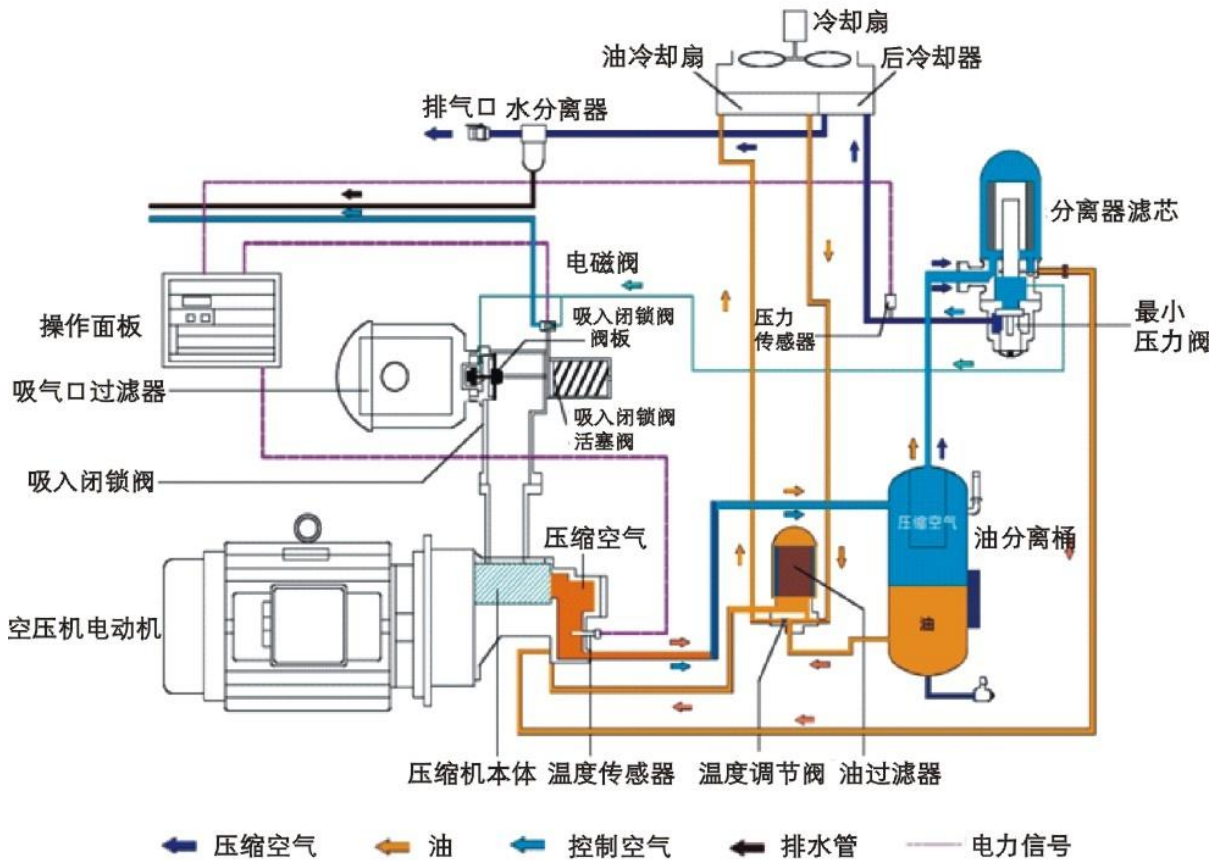 冷却扇
油冷却扇
后冷却器
排气口
水分离器
分离器滤芯
电磁阀
操作面板
吸入闭锁阀
阀板
压力
传感器
最小
压力阀
吸气口过滤器
吸入闭锁阀
活塞阀
吸入闭锁阀
压缩空气
压缩空气
油分离桶
空压机电动机
油
压缩机本体
温度传感器
温度调节阀
油过滤器
压缩空气
油
控制空气
排水管
电力信号